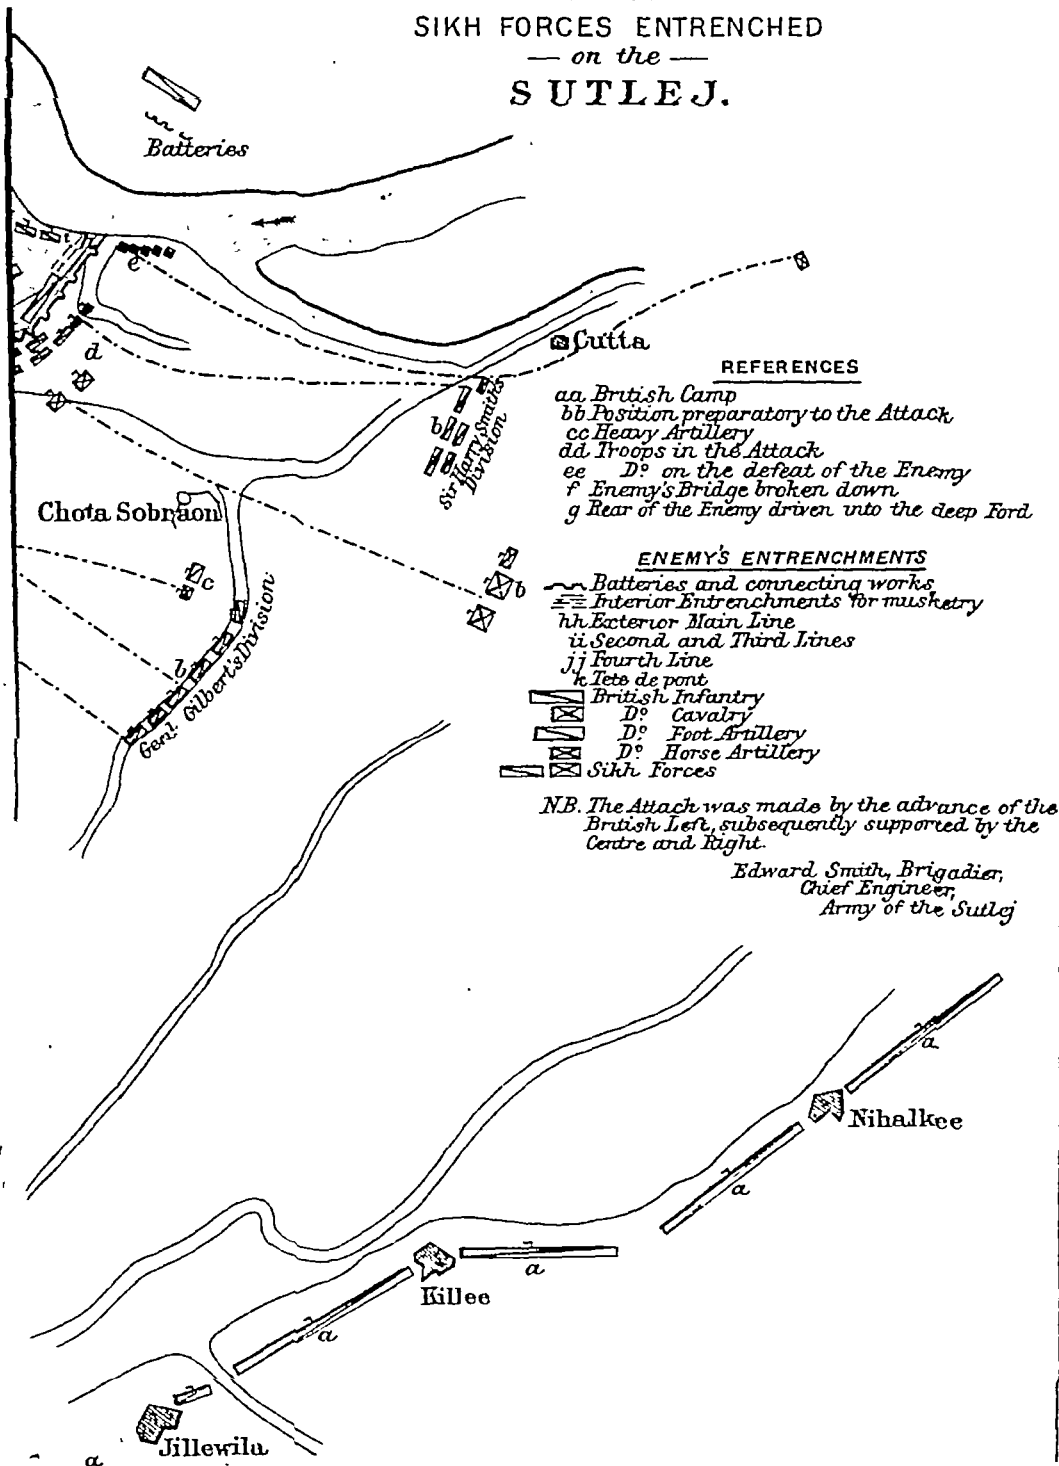 SIKH FORCES ENTRENCHED
— on the —
SUTLEJ.
Batteries
e
d
Cutta
b
Sir Harry Smith's
Division
Chota Sobraon
c
b
b
Genl. Gilbert's Division
REFERENCES
aa British Camp
bb Position preparatory to the Attack
cc Heavy Artillery
dd Troops in the Attack
ee Do. on the defeat of the Enemy
f Enemy's Bridge broken down
g Rear of the Enemy driven into the deep Ford
ENEMY'S ENTRENCHMENTS
Batteries and connecting works
Interior Entrenchments for musketry
hh Exterior Main Line
ii Second and Third Lines
jj Fourth Line
k Tete de pont
British Infantry
Do. Cavalry
Do. Foot Artillery
Do. Horse Artillery
Sikh Forces
N.B. The Attack was made by the advance of the
British Left, subsequently supported by the
Centre and Right.
Edward Smith, Brigadier,
Chief Engineer,
Army of the Sutlej
a
Nihalkee
a
a
Killee
a
Jillewila
a